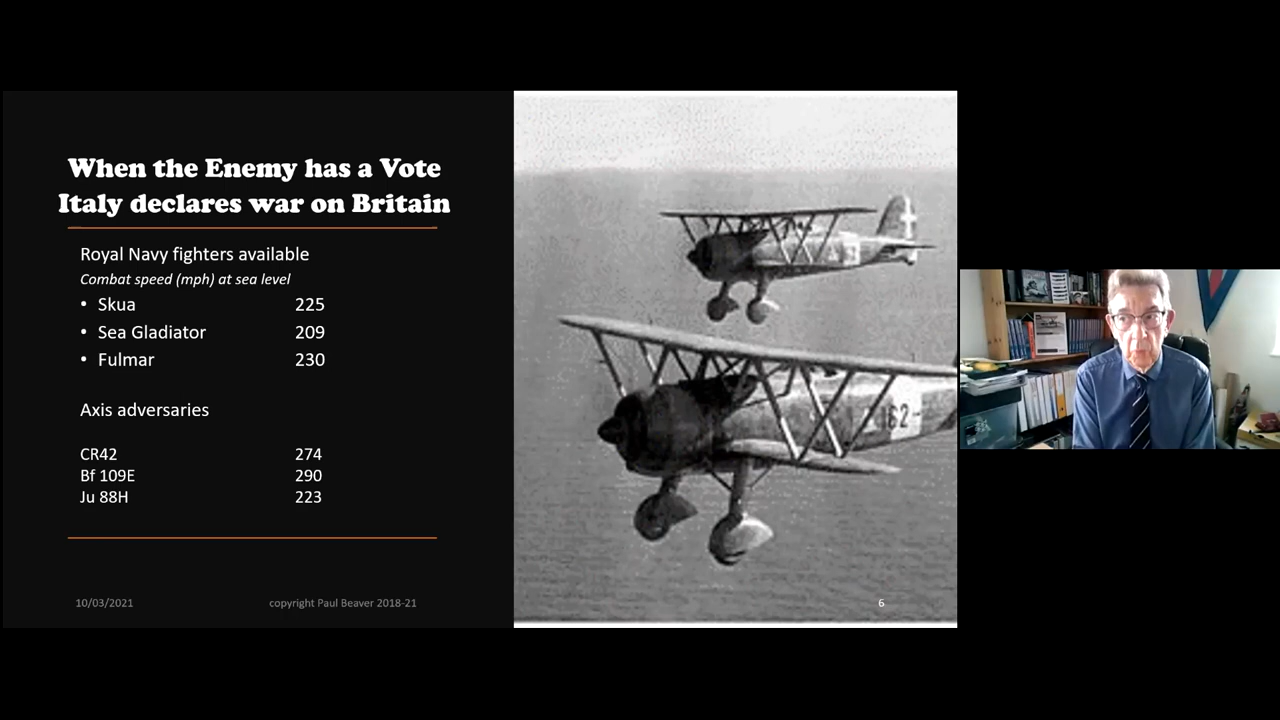 When the Enemy has a Vote
Italy declares war on Britain
Royal Navy fighters available
Combat speed (mph) at sea level
• Skua 225
• Sea Gladiator 209
• Fulmar 230
Axis adversaries
CR42 274
Bf 109E 290
Ju 88H 223
10/03/2021 copyright Paul Beaver 2018-21 6
162-